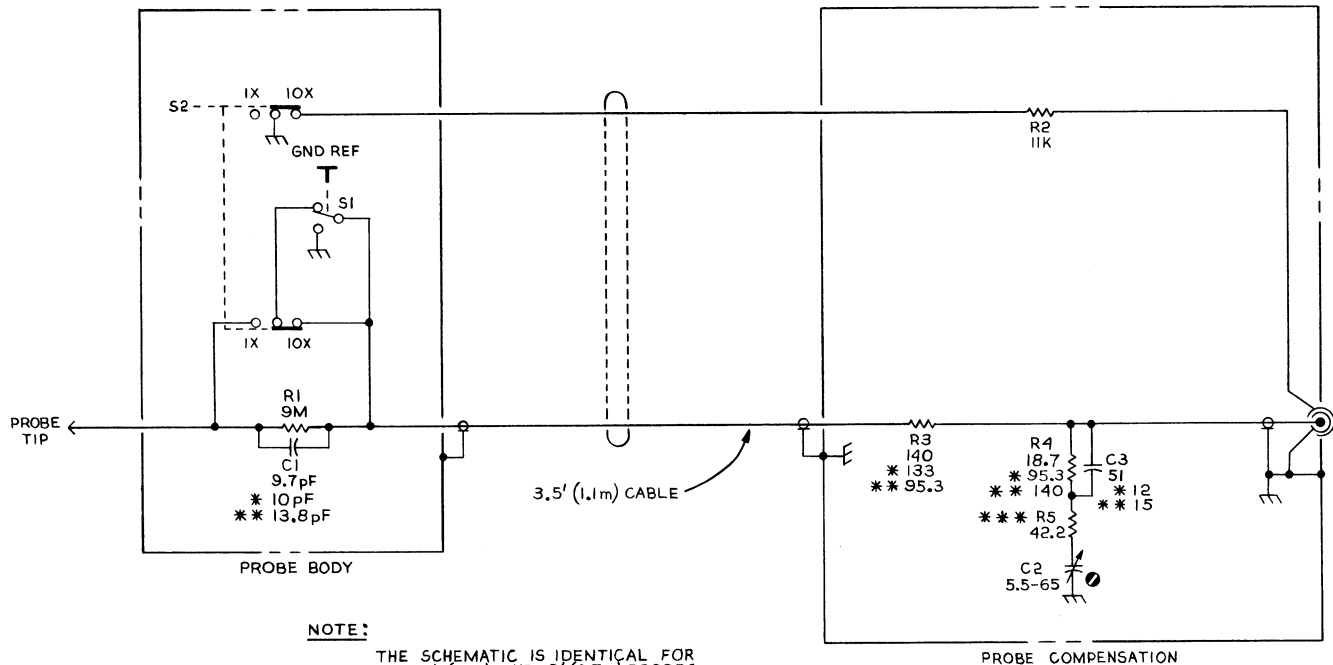 1X 10X
S2
GND REF
S1
1X 10X
R2
11K
PROBE
TIP
R1
9M
C1
9.7pF
* 10pF
** 13.8pF
3.5' (1.1m) CABLE
R3
140
* 133
** 95.3
R4
18.7
* 95.3
** 140
C3
51
* 12
** 15
*** R5
42.2
C2
5.5-65
PROBE BODY
PROBE COMPENSATION
NOTE:
THE SCHEMATIC IS IDENTICAL FOR